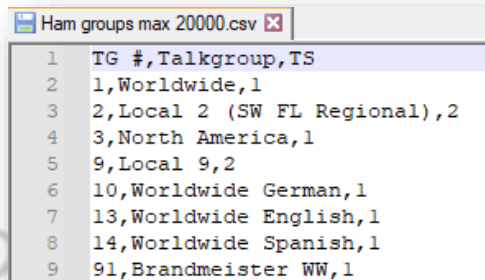 Ham groups max 20000.csv
1 TG #,Talkgroup,TS
2 1,Worldwide,1
3 2,Local 2 (SW FL Regional),2
4 3,North America,1
5 9,Local 9,2
6 10,Worldwide German,1
7 13,Worldwide English,1
8 14,Worldwide Spanish,1
9 91,Brandmeister WW,1